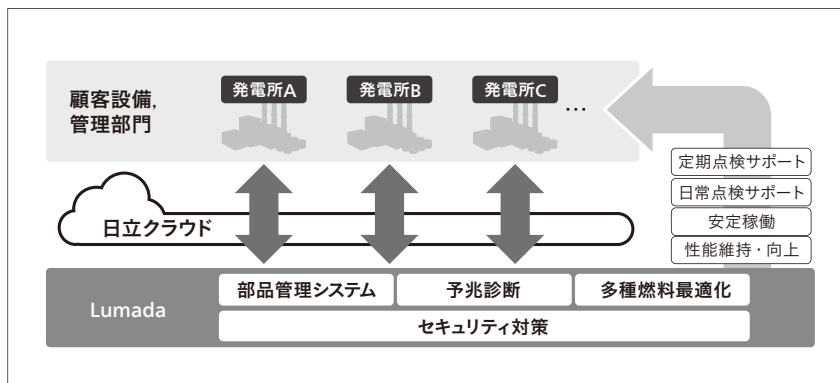 顧客設備,
管理部門
発電所A
発電所B
発電所C
…
定期点検サポート
日常点検サポート
安定稼働
性能維持・向上
日立クラウド
Lumada
部品管理システム
予兆診断
多種燃料最適化
セキュリティ対策